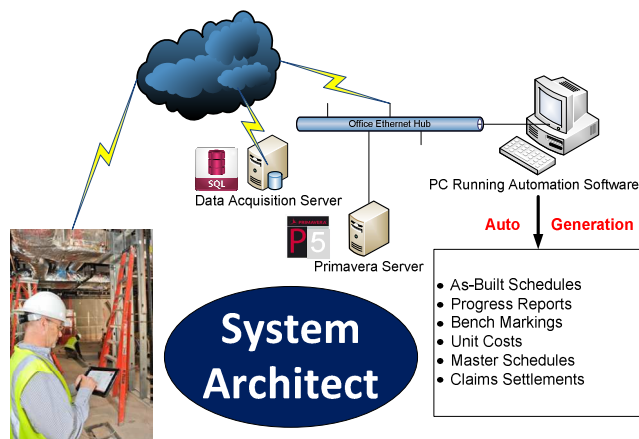 Office Ethernet Hub
SQL
Data Acquisition Server
PC Running Automation Software
PRIMAVERA
P5
Primavera Server
Auto Generation
As-Built Schedules
Progress Reports
Bench Markings
Unit Costs
Master Schedules
Claims Settlements
System
Architect